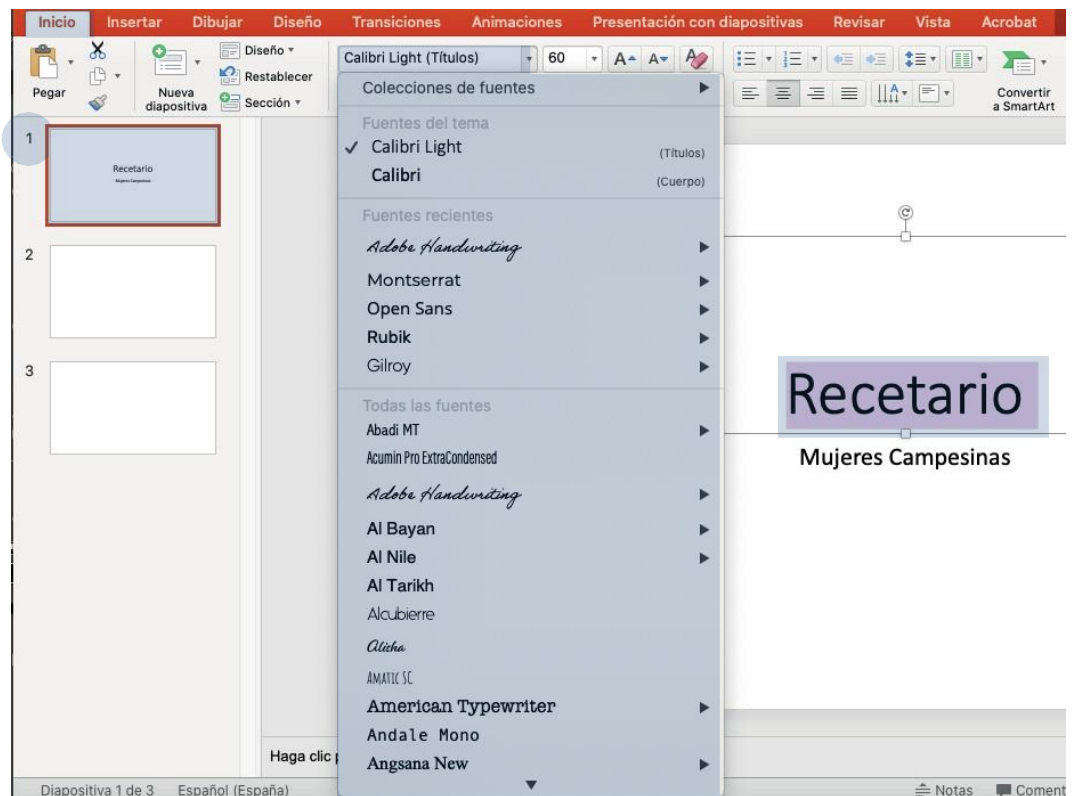 Inicio Insertar Dibujar Diseño Transiciones Animaciones Presentación con diapositivas Revisar Vista Acrobat
Pegar
Nueva diapositiva
Diseño
Restablecer
Sección
Calibri Light (Títulos) 60
Convertir a SmartArt
Colecciones de fuentes
Fuentes del tema
Calibri Light (Títulos)
Calibri (Cuerpo)
Fuentes recientes
Adobe Handwriting
Montserrat
Open Sans
Rubik
Gilroy
Todas las fuentes
Abadi MT
Acumin Pro ExtraCondensed
Adobe Handwriting
Al Bayan
Al Nile
Al Tarikh
Alcubierre
Alisha
AMATIC SC
American Typewriter
Andale Mono
Angsana New
1
Recetario
Mujeres Campesinas
2
3
Recetario
Mujeres Campesinas
Haga clic
Diapositiva 1 de 3 Español (España) Notas Coment